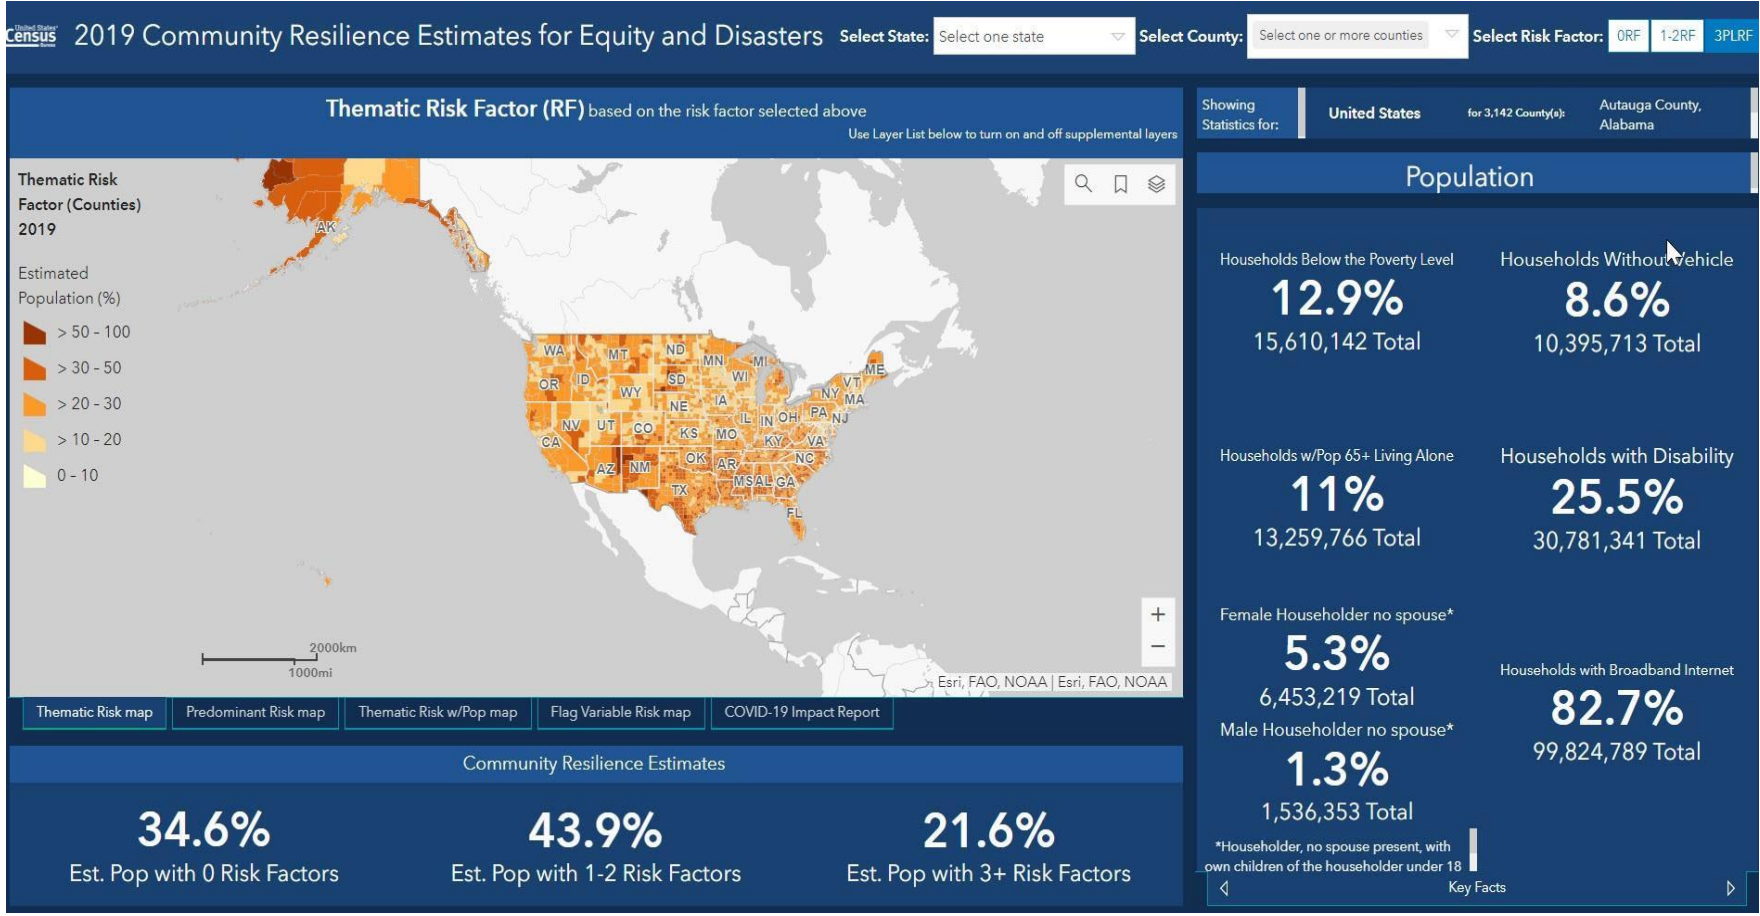 United States®
Census
Bureau
2019 Community Resilience Estimates for Equity and Disasters
Select State:
Select one state
Select County:
Select one or more counties
Select Risk Factor:
0RF
1-2RF
3PLRF
Thematic Risk Factor (RF) based on the risk factor selected above
Use Layer List below to turn on and off supplemental layers
Thematic Risk
Factor (Counties)
2019
Estimated
Population (%)
> 50 - 100
> 30 - 50
> 20 - 30
> 10 - 20
0 - 10
AK
WA
MT
ND
MN
MI
ME
OR
ID
WY
SD
WI
VT
NY
MA
NE
IA
IL
IN
OH
PA
NJ
NV
UT
CO
KS
MO
KY
VA
CA
AZ
NM
OK
AR
NC
TX
MS
AL
GA
FL
2000km
1000mi
+
−
Esri, FAO, NOAA | Esri, FAO, NOAA
Thematic Risk map
Predominant Risk map
Thematic Risk w/Pop map
Flag Variable Risk map
COVID-19 Impact Report
Community Resilience Estimates
34.6%
Est. Pop with 0 Risk Factors
43.9%
Est. Pop with 1-2 Risk Factors
21.6%
Est. Pop with 3+ Risk Factors
Showing
Statistics for:
United States
for 3,142 County(s):
Autauga County,
Alabama
Population
Households Below the Poverty Level
12.9%
15,610,142 Total
Households Without Vehicle
8.6%
10,395,713 Total
Households w/Pop 65+ Living Alone
11%
13,259,766 Total
Households with Disability
25.5%
30,781,341 Total
Female Householder no spouse*
5.3%
6,453,219 Total
Male Householder no spouse*
1.3%
1,536,353 Total
*Householder, no spouse present, with
own children of the householder under 18
Households with Broadband Internet
82.7%
99,824,789 Total
Key Facts